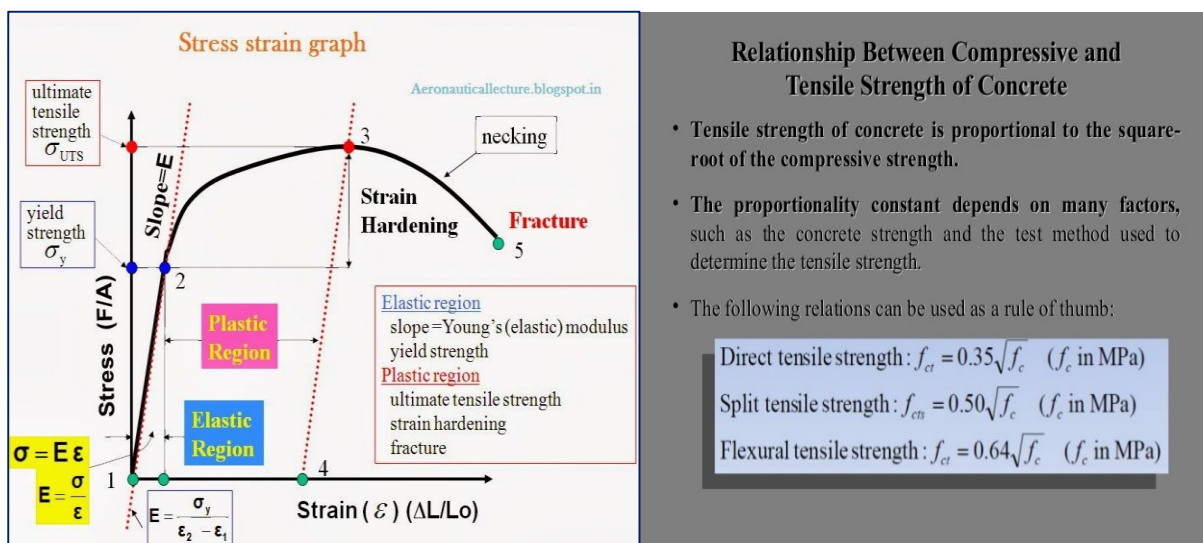 Stress strain graph
Aeronauticallecture.blogspot.in
ultimate
tensile
strength
σUTS
3
necking
Slope=E
Strain
Hardening
Fracture
5
yield
strength
σy
2
Stress (F/A)
Plastic
Region
Elastic
Region
Elastic region
slope =Young's (elastic) modulus
yield strength
Plastic region
ultimate tensile strength
strain hardening
fracture
σ = E ε
E = σ/ε
1
4
E = σy/(ε2 − ε1)
Strain ( ε ) (ΔL/Lo)
Relationship Between Compressive and
Tensile Strength of Concrete
• Tensile strength of concrete is proportional to the square-
root of the compressive strength.
• The proportionality constant depends on many factors,
such as the concrete strength and the test method used to
determine the tensile strength.
• The following relations can be used as a rule of thumb:
Direct tensile strength : fct = 0.35√fc (fc in MPa)
Split tensile strength : fcts = 0.50√fc (fc in MPa)
Flexural tensile strength : fct = 0.64√fc (fc in MPa)